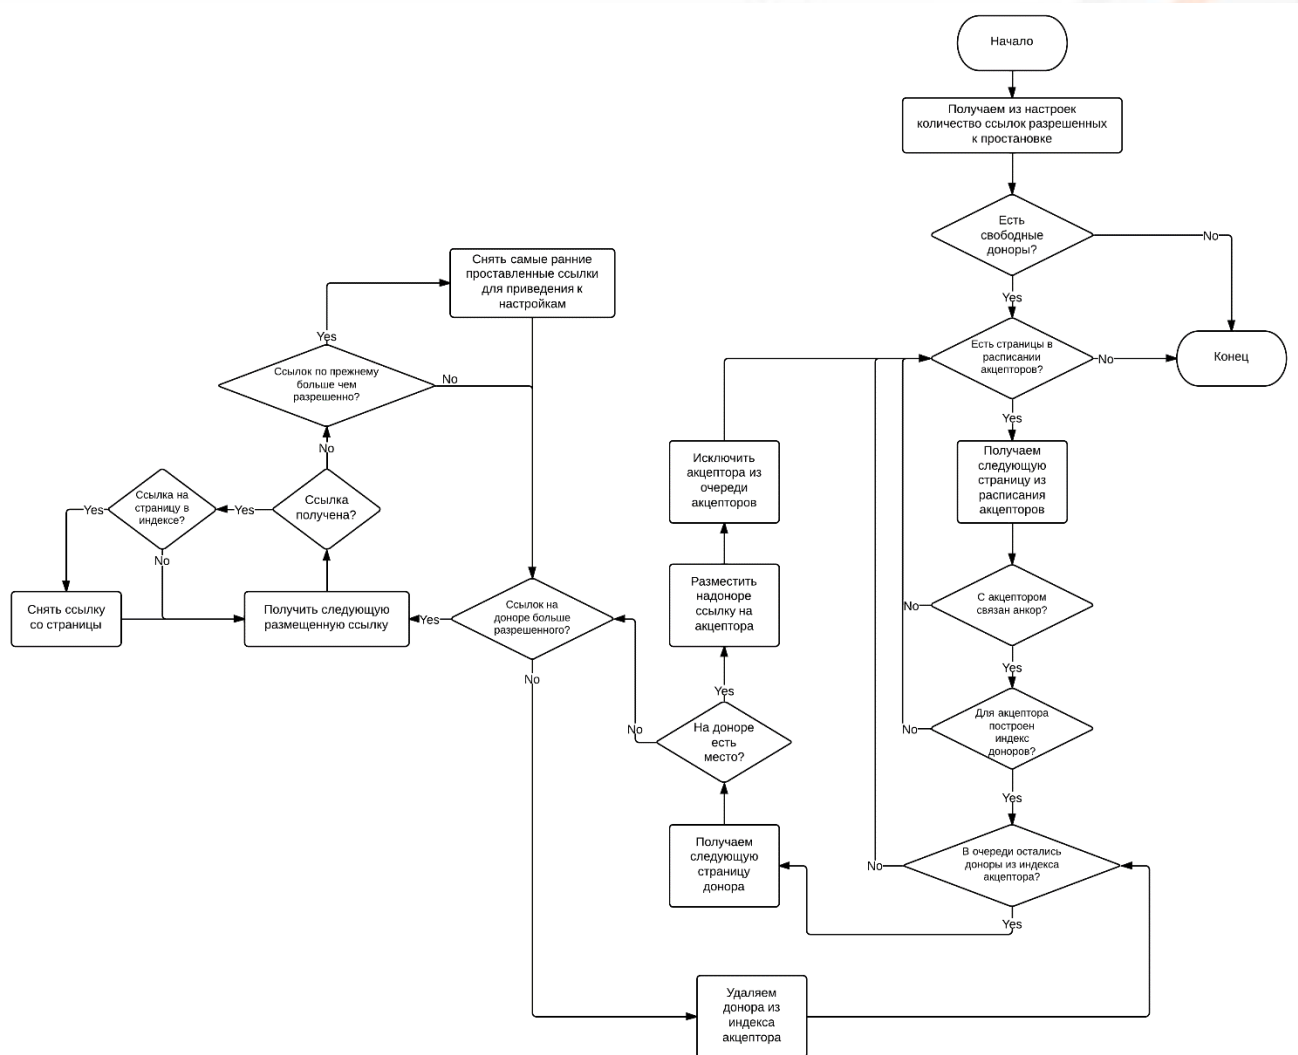 Начало
Получаем из настроек
количество ссылок разрешенных
к простановке
Есть
свободные
доноры?
No
Yes
Снять самые ранние
проставленные ссылки
для приведения к
настройкам
Yes
Есть страницы в
расписании
акцепторов?
No
Конец
Ссылок по прежнему
больше чем
разрешенно?
No
Yes
No
Получаем
следующую
страницу из
расписания
акцепторов
Исключить
акцептора из
очереди
акцепторов
Ссылка на
страницу в
индексе?
Yes
Yes
Ссылка
получена?
No
Снять ссылку
со страницы
Получить следующую
размещенную ссылку
Yes
Ссылок на
доноре больше
разрешенного?
No
Разместить
надоноре
ссылку на
акцептора
No
С акцептором
связан анкор?
Yes
Yes
На доноре
есть
место?
No
No
Для акцептора
построен
индекс
доноров?
Yes
Получаем
следующую
страницу
донора
No
В очереди остались
доноры из индекса
акцептора?
Yes
Удаляем
донора из
индекса
акцептора